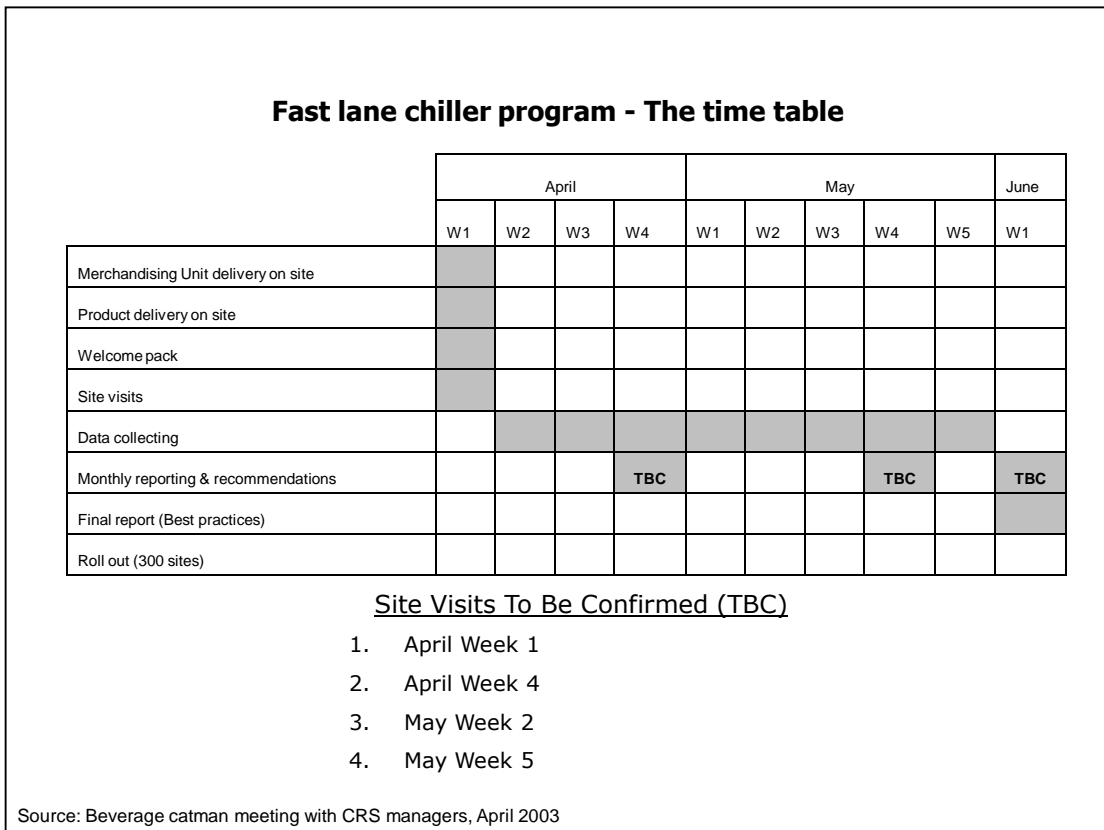 Fast lane chiller program - The time table
April May June
W1 W2 W3 W4 W1 W2 W3 W4 W5 W1
Merchandising Unit delivery on site
Product delivery on site
Welcome pack
Site visits
Data collecting
Monthly reporting & recommendations TBC TBC TBC
Final report (Best practices)
Roll out (300 sites)
Site Visits To Be Confirmed (TBC)
1. April Week 1
2. April Week 4
3. May Week 2
4. May Week 5
Source: Beverage catman meeting with CRS managers, April 2003